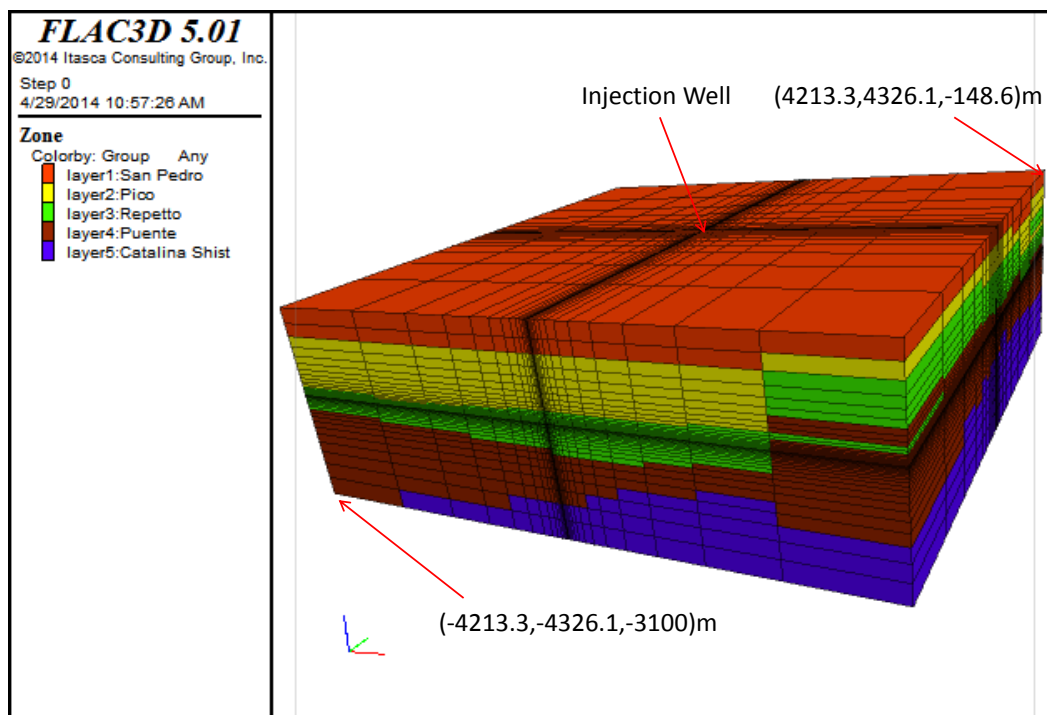 FLAC3D 5.01
©2014 Itasca Consulting Group, Inc.
Step 0
4/29/2014 10:57:26 AM
Zone
Colorby: Group Any
layer1:San Pedro
layer2:Pico
layer3:Repetto
layer4:Puente
layer5:Catalina Shist
Injection Well
(4213.3,4326.1,-148.6)m
(-4213.3,-4326.1,-3100)m